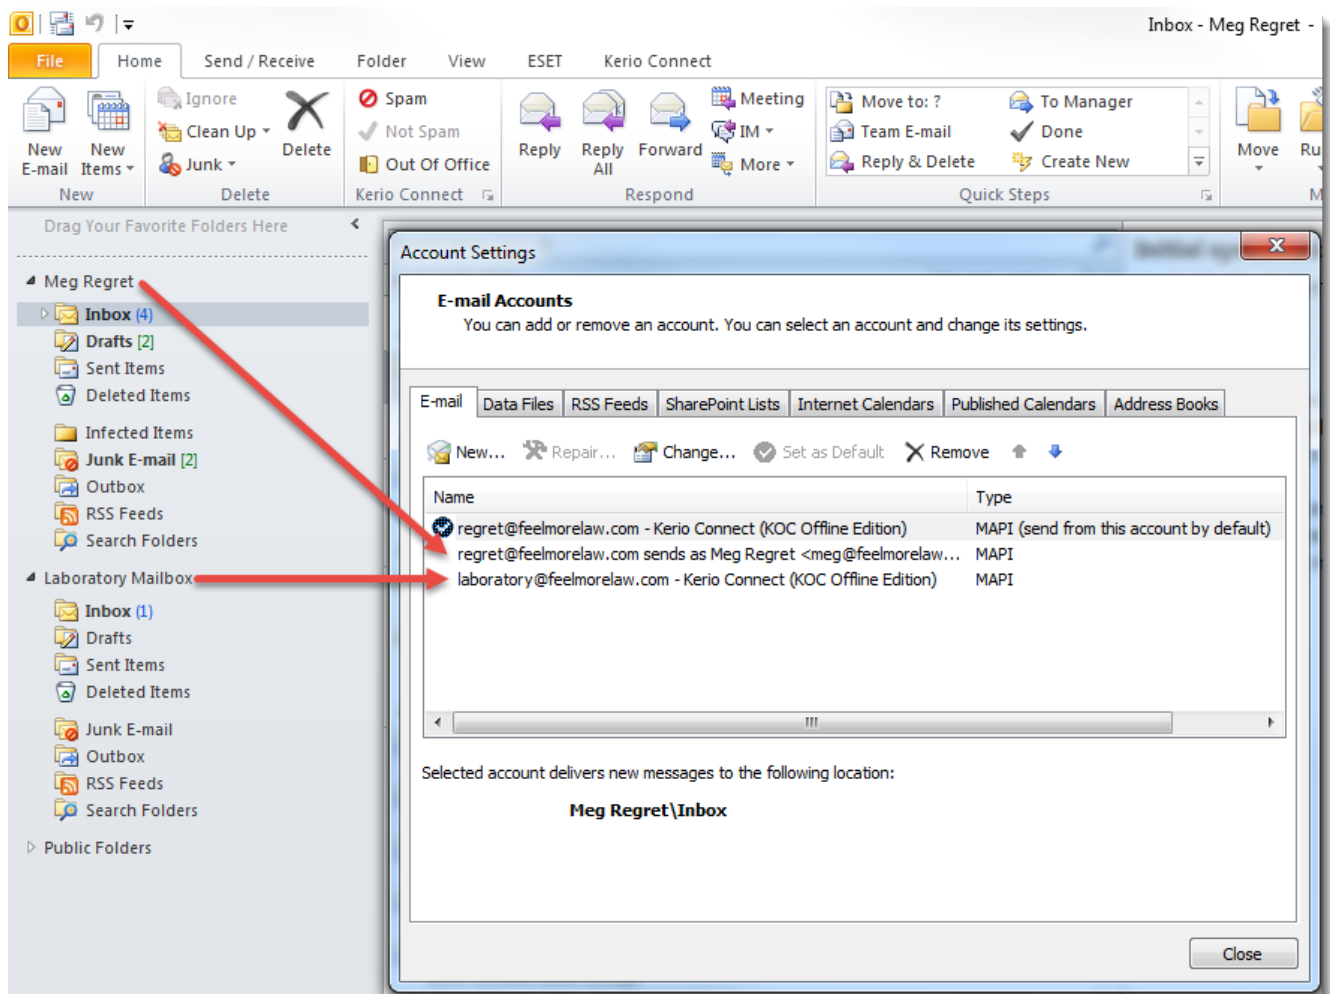 Inbox - Meg Regret -
File Home Send / Receive Folder View ESET Kerio Connect
New E-mail
New Items
New
Ignore
Clean Up
Junk
Delete
Delete
Spam
Not Spam
Out Of Office
Kerio Connect
Reply
Reply All
Forward
Meeting
IM
More
Respond
Move to: ?
Team E-mail
Reply & Delete
To Manager
Done
Create New
Quick Steps
Move
Ru
M
Drag Your Favorite Folders Here
Meg Regret
Inbox (4)
Drafts [2]
Sent Items
Deleted Items
Infected Items
Junk E-mail [2]
Outbox
RSS Feeds
Search Folders
Laboratory Mailbox
Inbox (1)
Drafts
Sent Items
Deleted Items
Junk E-mail
Outbox
RSS Feeds
Search Folders
Public Folders
Account Settings
E-mail Accounts
You can add or remove an account. You can select an account and change its settings.
E-mail Data Files RSS Feeds SharePoint Lists Internet Calendars Published Calendars Address Books
New... Repair... Change... Set as Default Remove
Name Type
regret@feelmorelaw.com - Kerio Connect (KOC Offline Edition) MAPI (send from this account by default)
regret@feelmorelaw.com sends as Meg Regret <meg@feelmorelaw... MAPI
laboratory@feelmorelaw.com - Kerio Connect (KOC Offline Edition) MAPI
Selected account delivers new messages to the following location:
Meg Regret\Inbox
Close